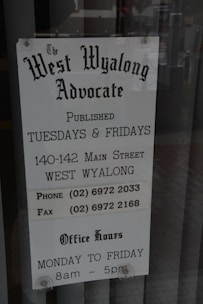 The
West Wyalong
Advocate
Published
Tuesdays & Fridays
140-142 Main Street
West Wyalong
Phone (02) 6972 2033
Fax (02) 6972 2168
Office Hours
MONDAY TO FRIDAY
8am - 5pm